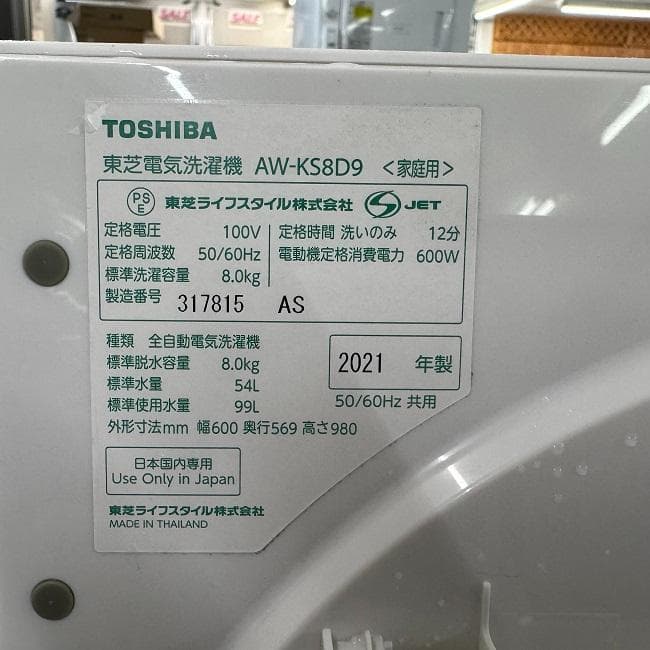 SALE
SALE
TOSHIBA
東芝電気洗濯機 AW-KS8D9 <家庭用>
PS E 東芝ライフスタイル株式会社 JET
定格電圧 100V 定格時間 洗いのみ 12分
定格周波数 50/60Hz 電動機定格消費電力 600W
標準洗濯容量 8.0kg
製造番号 317815 AS
種類 全自動電気洗濯機
標準脱水容量 8.0kg 2021 年製
標準水量 54L
標準使用水量 99L 50/60Hz 共用
外形寸法mm 幅600 奥行569 高さ980
日本国内専用
Use Only in Japan
東芝ライフスタイル株式会社
MADE IN THAILAND